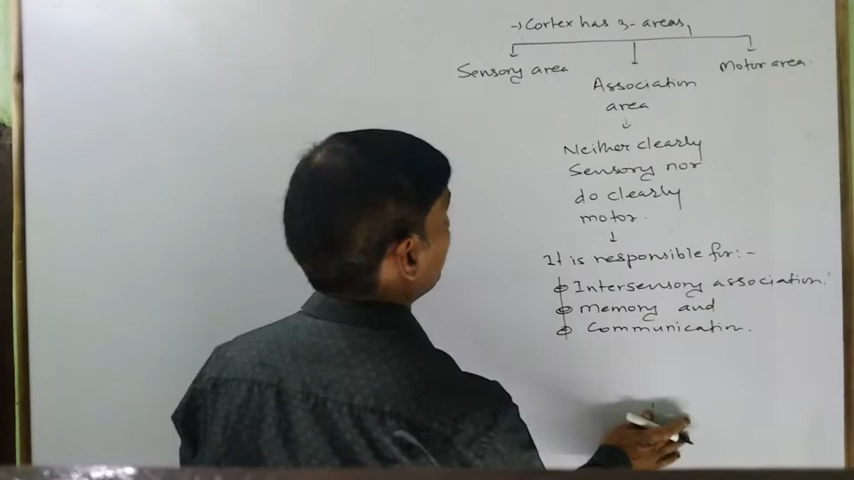 → Cortex has 3- areas,
Sensory area
Association
area
Motor area.
Neither clearly
Sensory nor
do clearly
motor.
It is responsible for:-
Intersensory association.
Memory and
Communication.